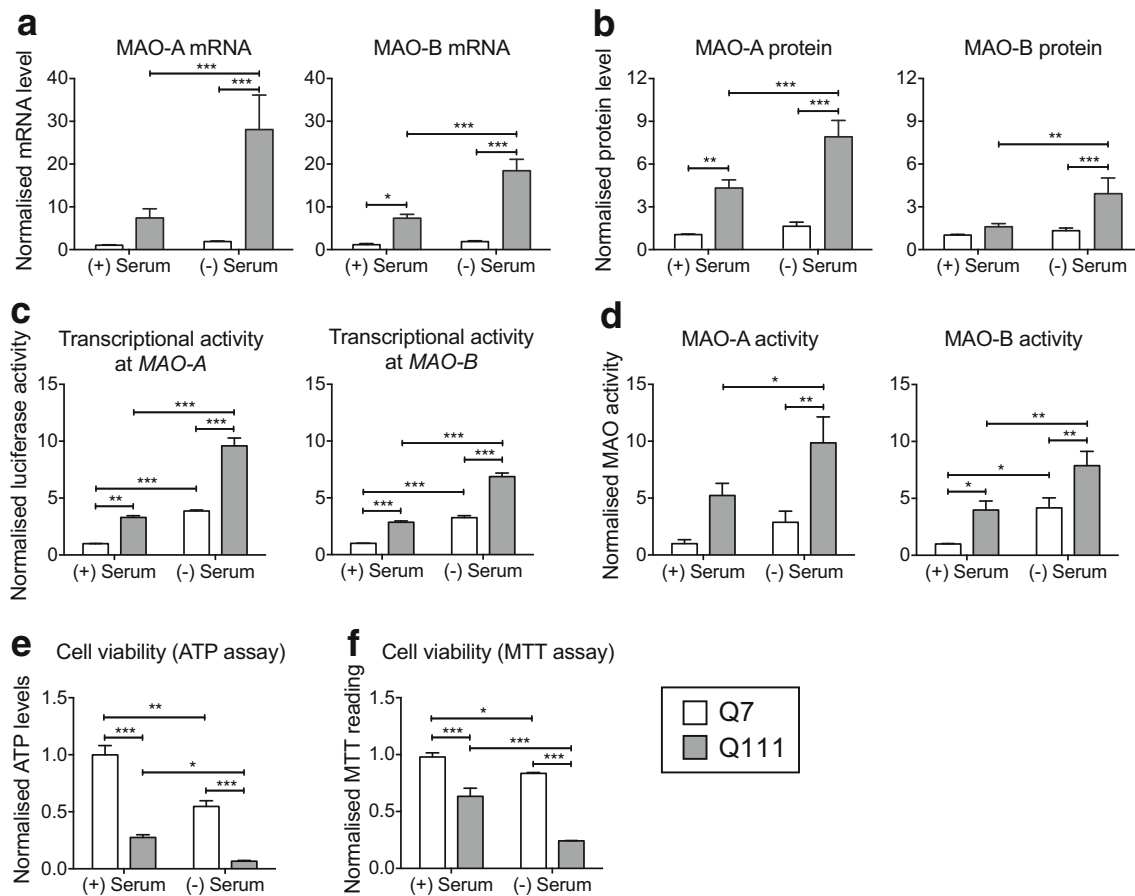 a
MAO-A mRNA
MAO-B mRNA
Normalised mRNA level
40
30
20
10
0
***
***
(+) Serum
(-) Serum
40
30
20
10
0
***
***
*
(+) Serum
(-) Serum
b
MAO-A protein
MAO-B protein
Normalised protein level
12
9
6
3
0
***
***
**
(+) Serum
(-) Serum
12
9
6
3
0
**
***
(+) Serum
(-) Serum
c
Transcriptional activity
at MAO-A
Transcriptional activity
at MAO-B
Normalised luciferase activity
15
10
5
0
***
***
***
**
(+) Serum
(-) Serum
15
10
5
0
***
***
***
***
(+) Serum
(-) Serum
d
MAO-A activity
MAO-B activity
Normalised MAO activity
15
10
5
0
*
**
(+) Serum
(-) Serum
15
10
5
0
**
**
*
*
(+) Serum
(-) Serum
e
Cell viability (ATP assay)
Normalised ATP levels
1.5
1.0
0.5
0.0
**
***
*
***
(+) Serum
(-) Serum
f
Cell viability (MTT assay)
Normalised MTT reading
1.5
1.0
0.5
0.0
*
***
***
***
(+) Serum
(-) Serum
Q7
Q111